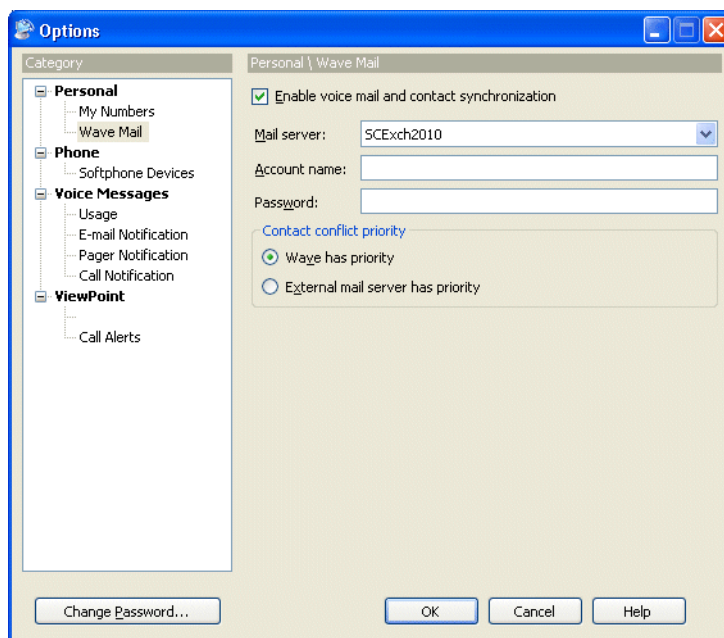 Options
Category
Personal
My Numbers
Wave Mail
Phone
Softphone Devices
Voice Messages
Usage
E-mail Notification
Pager Notification
Call Notification
ViewPoint
Call Alerts
Personal \ Wave Mail
Enable voice mail and contact synchronization
Mail server: SCExch2010
Account name:
Password:
Contact conflict priority
Wave has priority
External mail server has priority
Change Password... OK Cancel Help